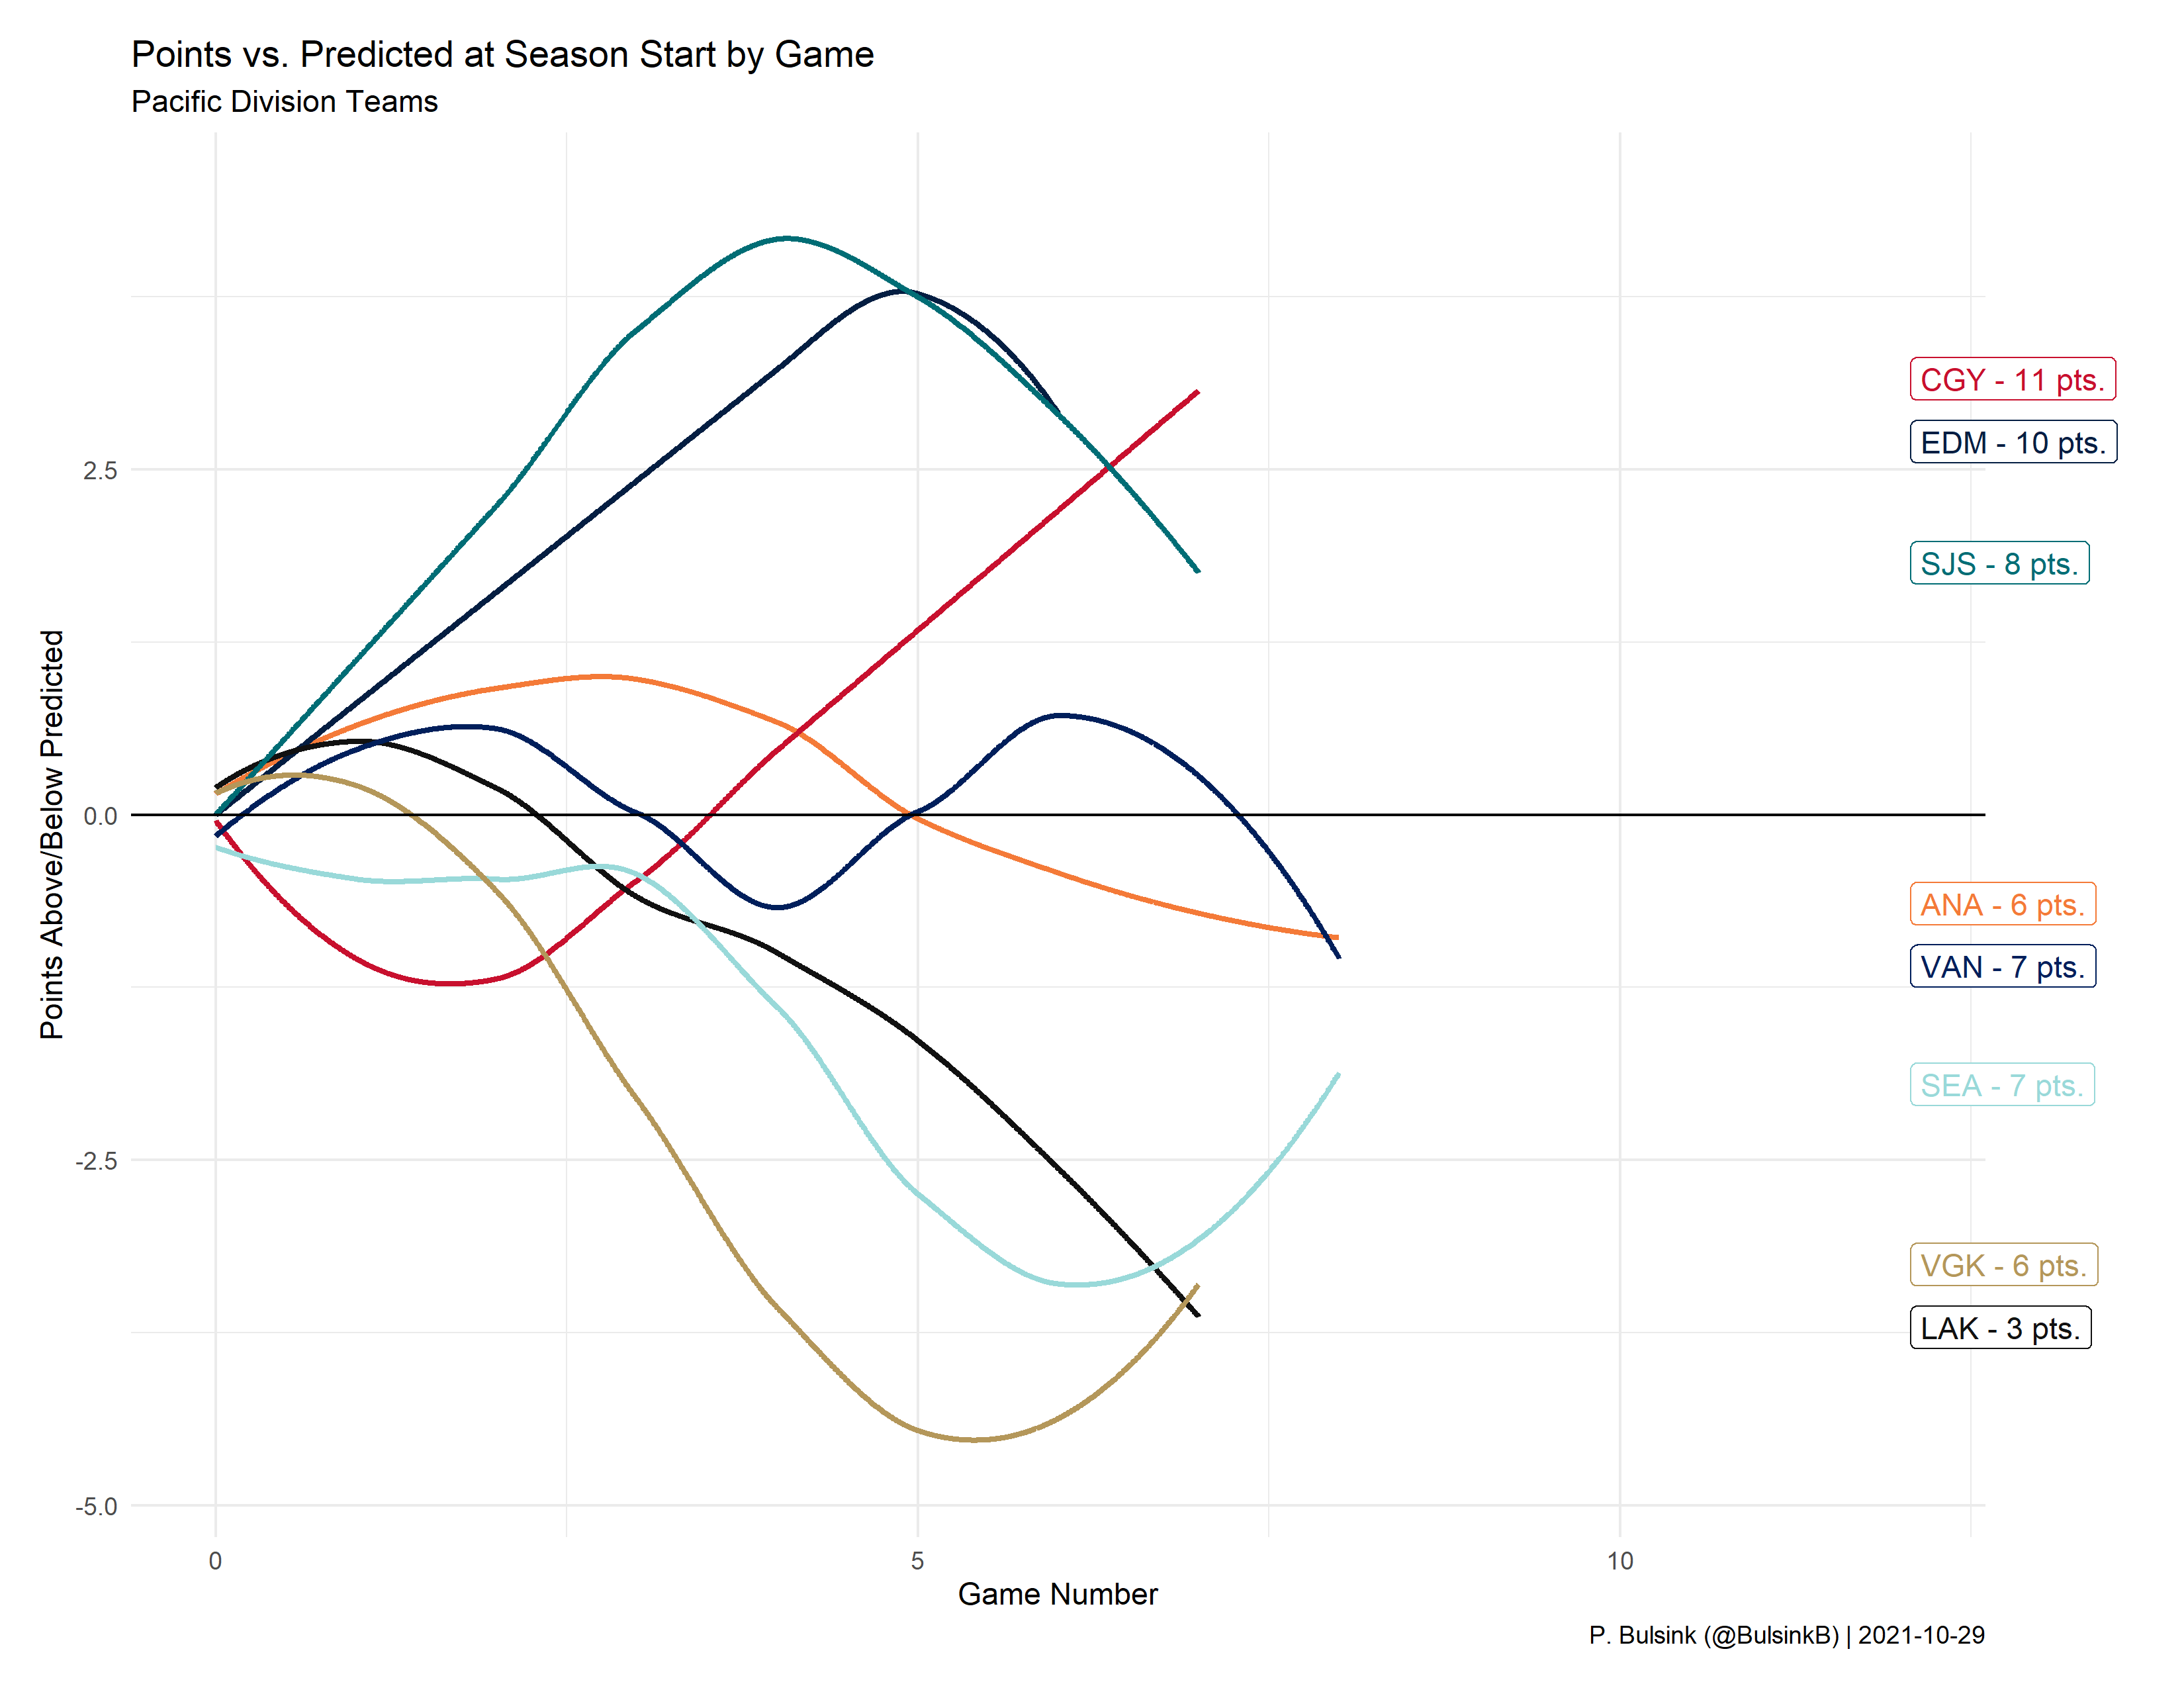 Points vs. Predicted at Season Start by Game
Pacific Division Teams
Points Above/Below Predicted
2.5
0.0
-2.5
-5.0
CGY - 11 pts.
EDM - 10 pts.
SJS - 8 pts.
ANA - 6 pts.
VAN - 7 pts.
SEA - 7 pts.
VGK - 6 pts.
LAK - 3 pts.
0 5 10
Game Number
P. Bulsink (@BulsinkB) | 2021-10-29